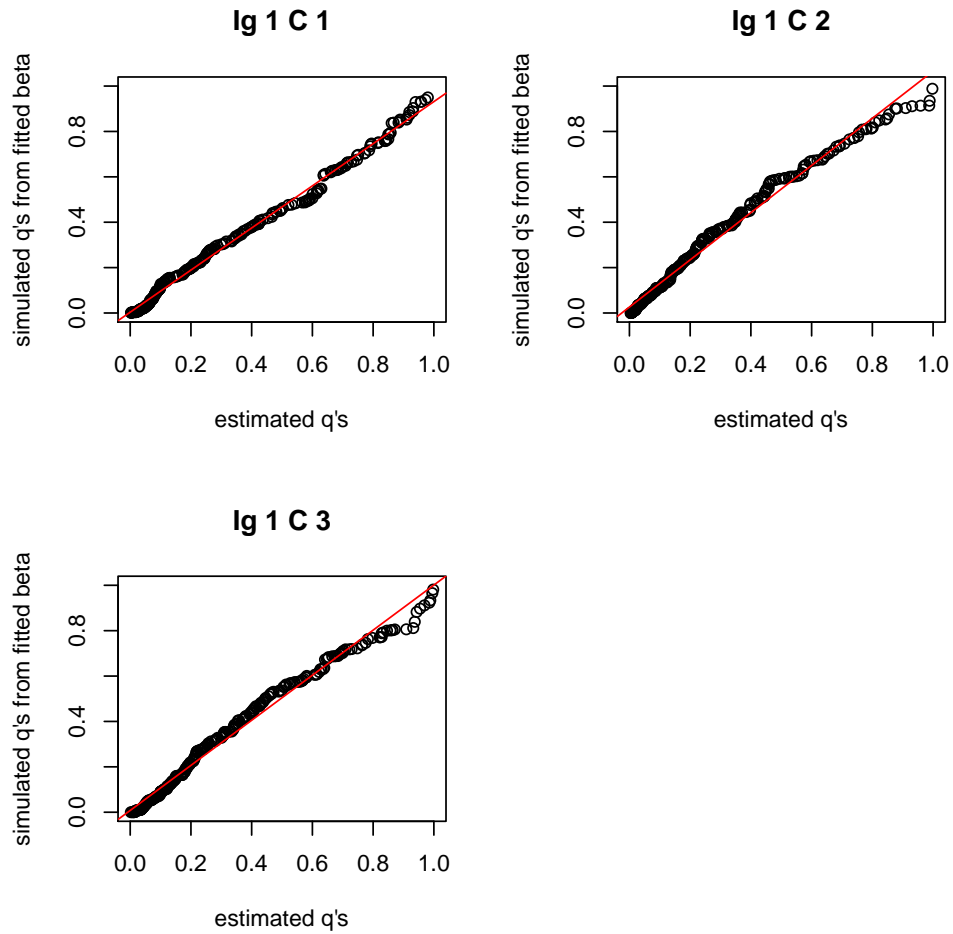 Ig 1 C 1
simulated q's from fitted beta
0.8
0.4
0.0
0.0 0.2 0.4 0.6 0.8 1.0
estimated q's
Ig 1 C 2
simulated q's from fitted beta
0.8
0.4
0.0
0.0 0.2 0.4 0.6 0.8 1.0
estimated q's
Ig 1 C 3
simulated q's from fitted beta
0.8
0.4
0.0
0.0 0.2 0.4 0.6 0.8 1.0
estimated q's